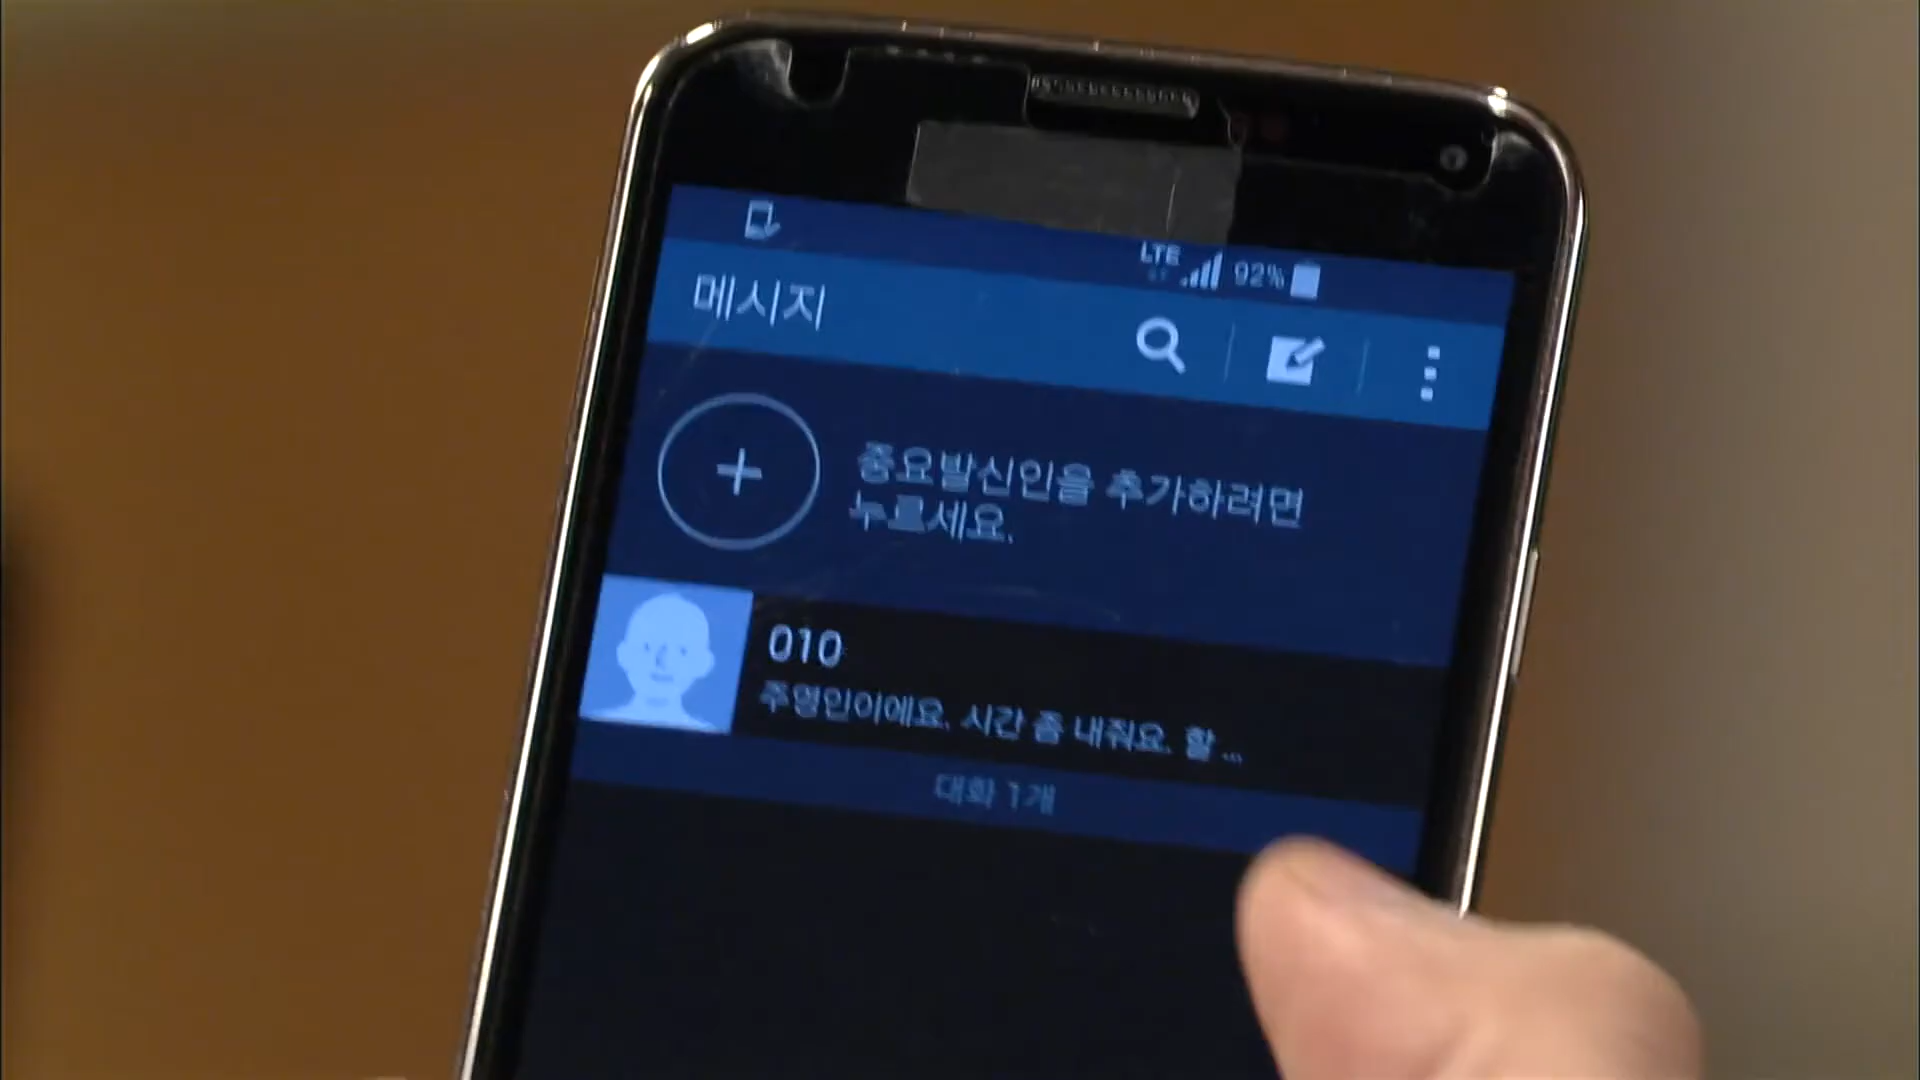 LTE 92%
메시지
중요발신인을 추가하려면
누르세요.
010
주영인이에요. 시간 좀 내줘요. 할 ...
대화 1개